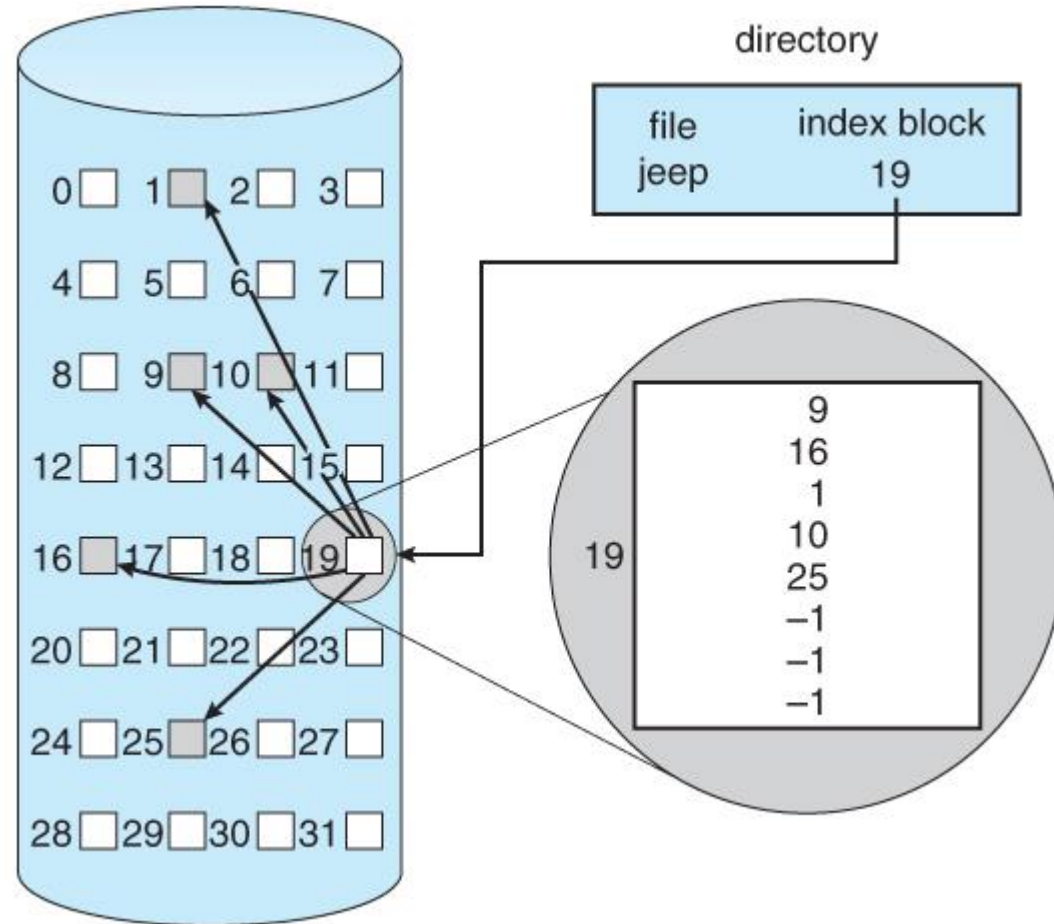 directory
file index block
jeep 19
0 1 2 3
4 5 6 7
8 9 10 11
12 13 14 15
16 17 18 19
20 21 22 23
24 25 26 27
28 29 30 31
19
9
16
1
10
25
–1
–1
–1